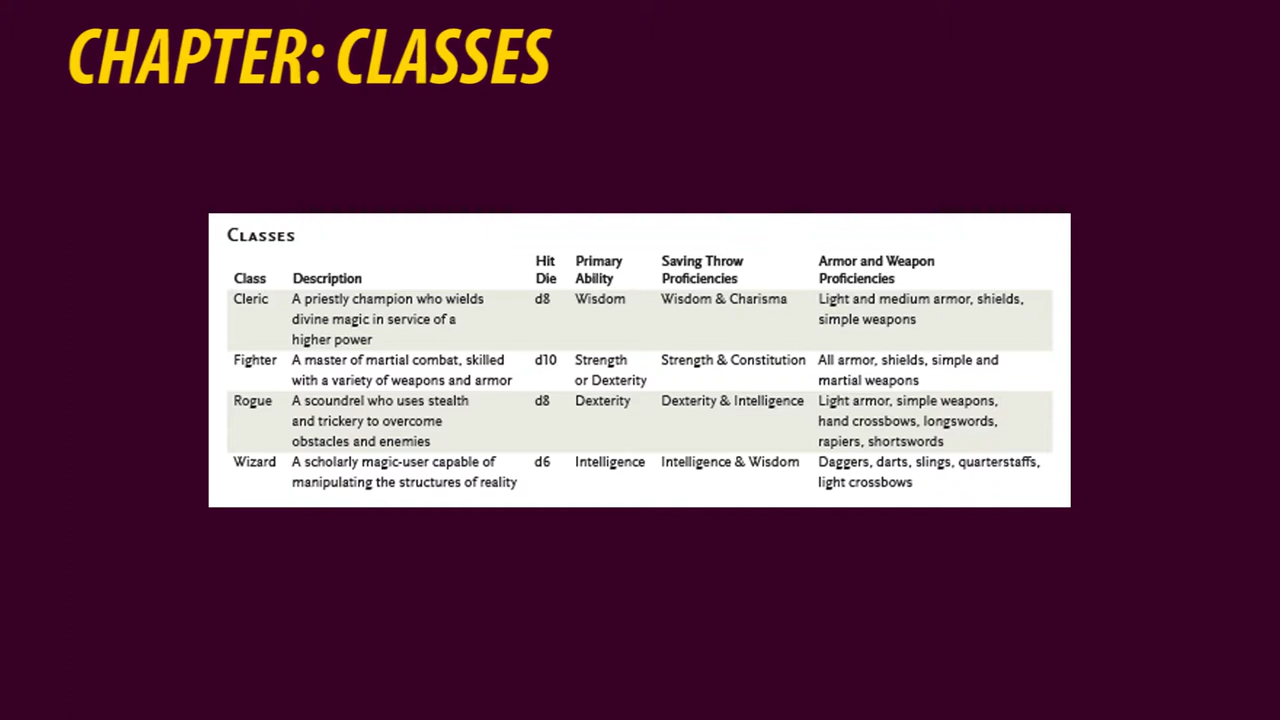 CHAPTER: CLASSES
CLASSES
Class Description Hit Die Primary Ability Saving Throw Proficiencies Armor and Weapon Proficiencies
Cleric A priestly champion who wields d8 Wisdom Wisdom & Charisma Light and medium armor, shields,
divine magic in service of a simple weapons
higher power
Fighter A master of martial combat, skilled d10 Strength Strength & Constitution All armor, shields, simple and
with a variety of weapons and armor or Dexterity martial weapons
Rogue A scoundrel who uses stealth d8 Dexterity Dexterity & Intelligence Light armor, simple weapons,
and trickery to overcome hand crossbows, longswords,
obstacles and enemies rapiers, shortswords
Wizard A scholarly magic-user capable of d6 Intelligence Intelligence & Wisdom Daggers, darts, slings, quarterstaffs,
manipulating the structures of reality light crossbows